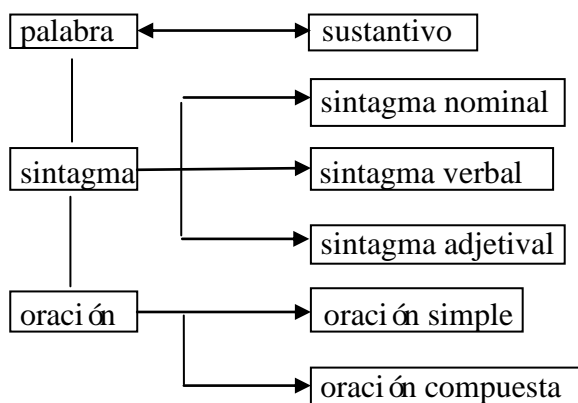 palabra
sustantivo
sintagma nominal
sintagma
sintagma verbal
sintagma adjetival
oración
oración simple
oración compuesta